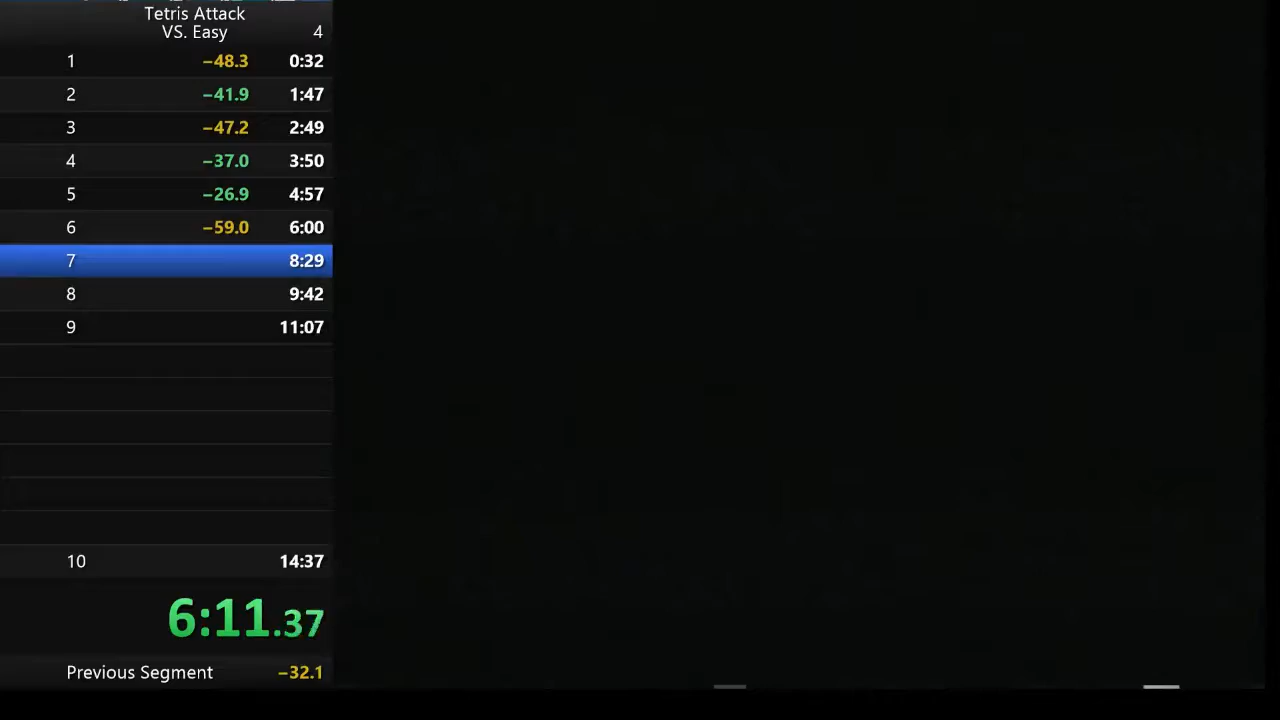 Tetris Attack
VS. Easy 4
1 −48.3 0:32
2 −41.9 1:47
3 −47.2 2:49
4 −37.0 3:50
5 −26.9 4:57
6 −59.0 6:00
7 8:29
8 9:42
9 11:07
10 14:37
6:11.37
Previous Segment −32.1